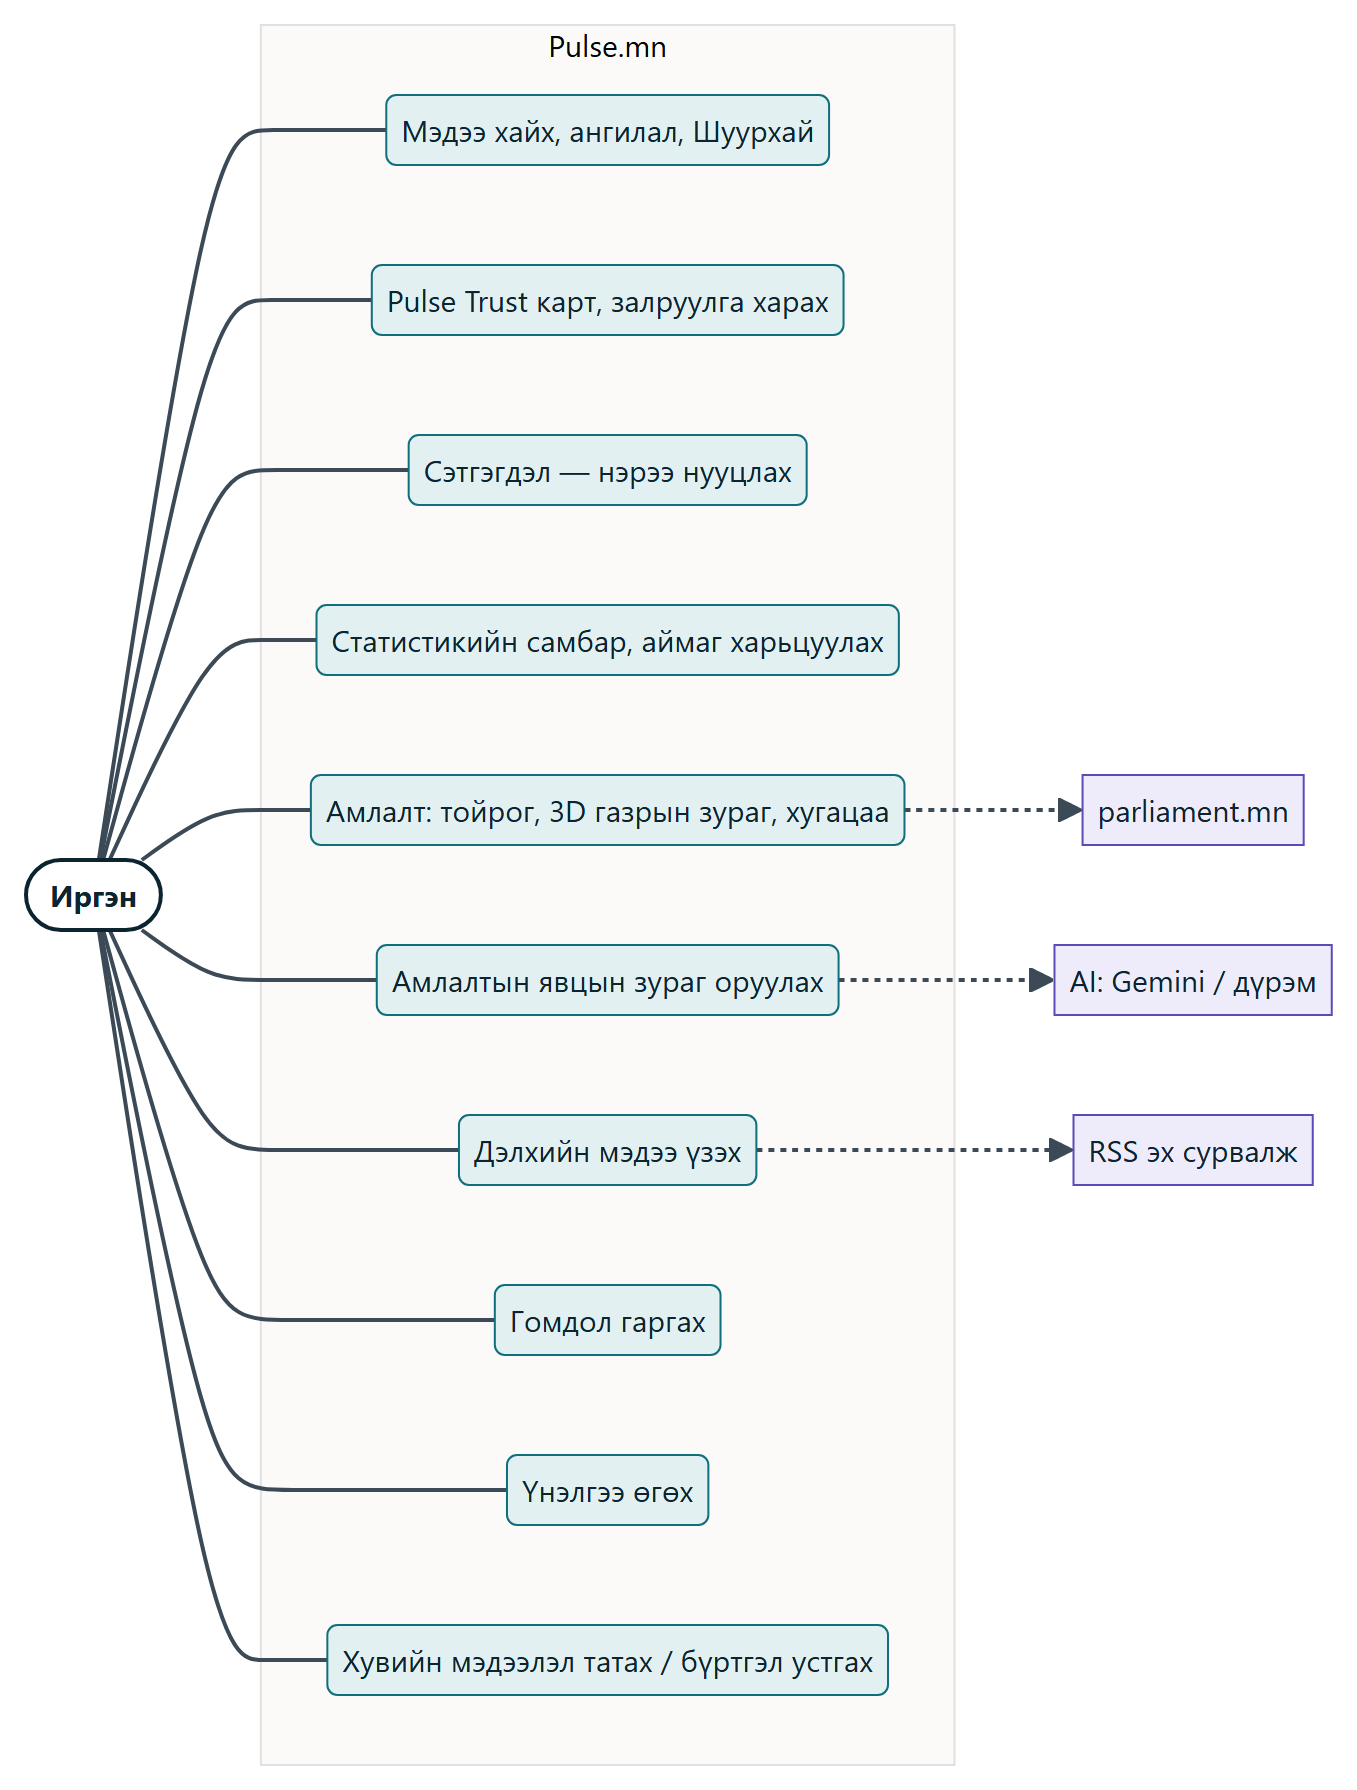 Pulse.mn
Мэдээ хайх, ангилал, Шуурхай
Pulse Trust карт, залруулга харах
Сэтгэгдэл — нэрээ нууцлах
Статистикийн самбар, аймаг харьцуулах
Амлалт: тойрог, 3D газрын зураг, хугацаа
parliament.mn
Иргэн
Амлалтын явцын зураг оруулах
AI: Gemini / дүрэм
Дэлхийн мэдээ үзэх
RSS эх сурвалж
Гомдол гаргах
Үнэлгээ өгөх
Хувийн мэдээлэл татах / бүртгэл устгах